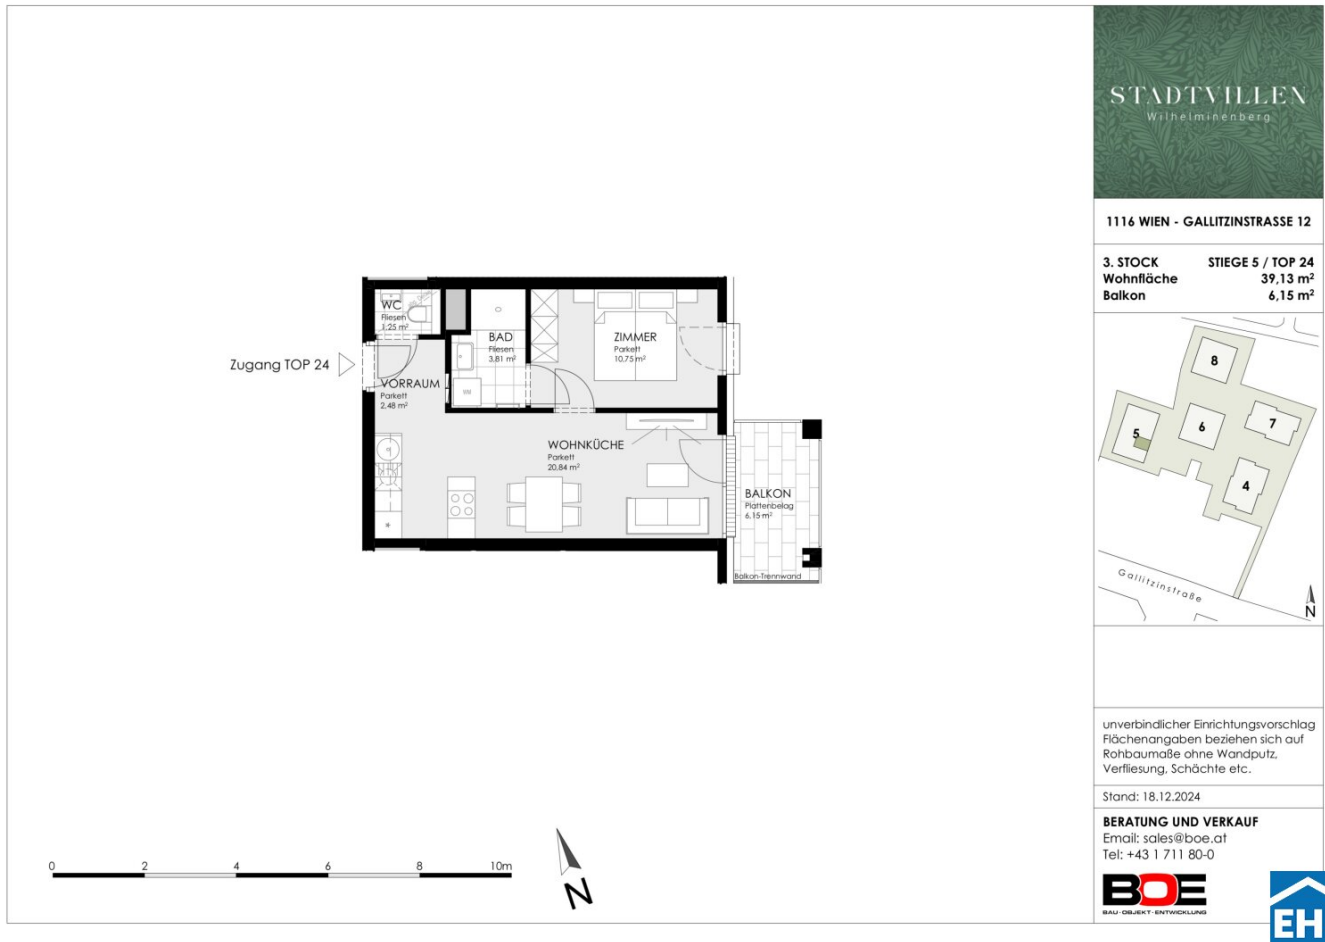 STADTVILLEN
Wilhelminenberg
1116 WIEN - GALLITZINSTRASSE 12
3. STOCK STIEGE 5 / TOP 24
Wohnfläche 39,13 m²
Balkon 6,15 m²
8
7
6
5
4
Gallitzinstraße
N
unverbindlicher Einrichtungsvorschlag
Flächenangaben beziehen sich auf
Rohbaumaße ohne Wandputz,
Verfliesung, Schächte etc.
Stand: 18.12.2024
BERATUNG UND VERKAUF
Email: sales@boe.at
Tel: +43 1 711 80-0
BOE
BAU-OBJEKT-ENTWICKLUNG
EH
Zugang TOP 24
WC
Fliesen
1,25 m²
BAD
Fliesen
3,81 m²
WM
ZIMMER
Parkett
10,75 m²
VORRAUM
Parkett
2,48 m²
WOHNKÜCHE
Parkett
20,84 m²
BALKON
Plattenbelag
6,15 m²
Balkon-Trennwand
0 2 4 6 8 10m
N